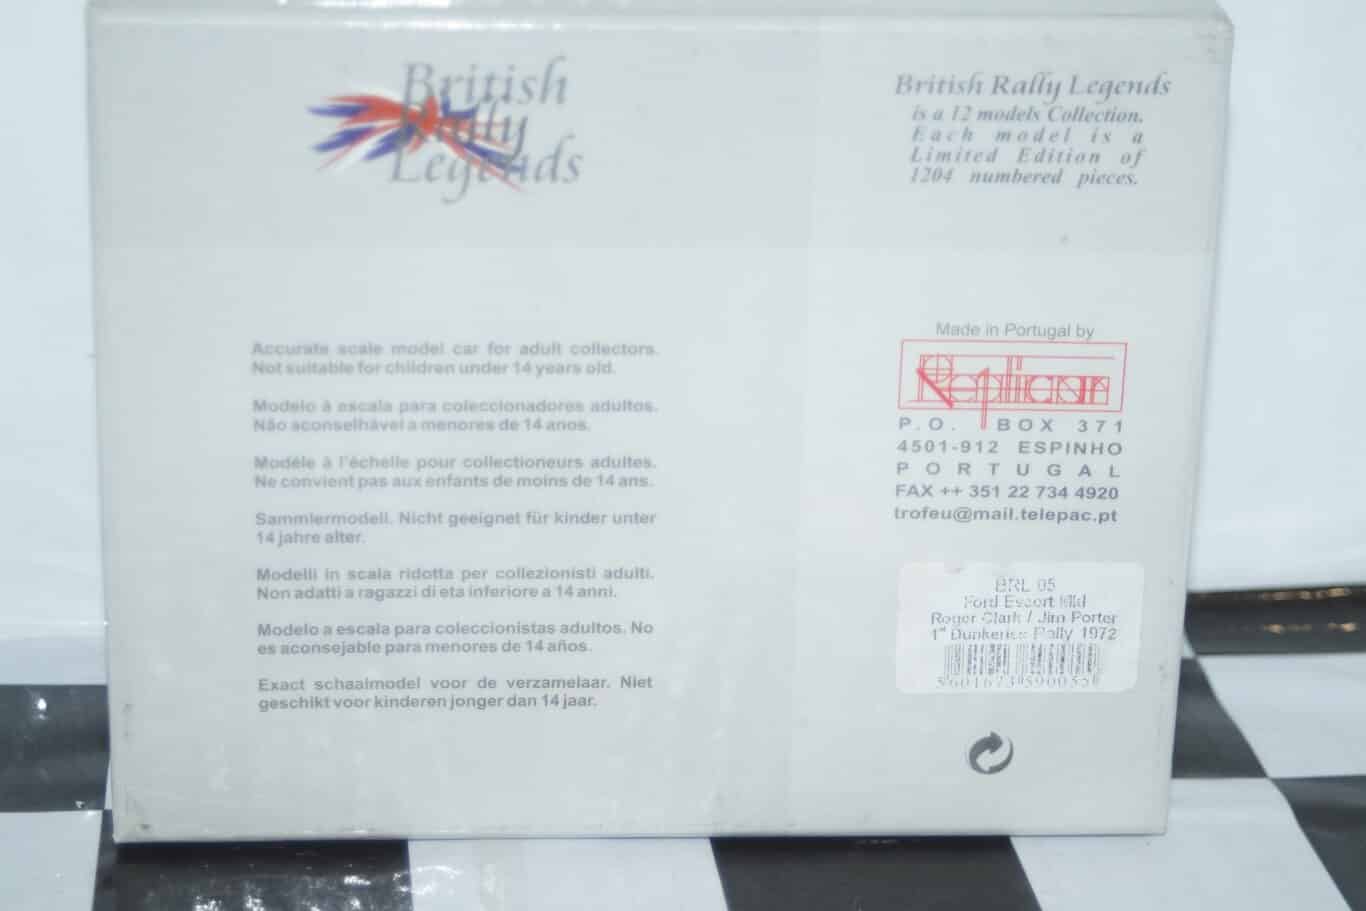 British
Rally
Legends
British Rally Legends
is a 12 models Collection.
Each model is a
Limited Edition of
1204 numbered pieces.
Accurate scale model car for adult collectors.
Not suitable for children under 14 years old.
Modelo à escala para coleccionadores adultos.
Não aconselhável a menores de 14 anos.
Modèle à l'échelle pour collectioneurs adultes.
Ne convient pas aux enfants de moins de 14 ans.
Sammlermodell. Nicht geeignet für kinder unter
14 jahre alter.
Modelli in scala ridotta per collezionisti adulti.
Non adatti a ragazzi di eta inferiore a 14 anni.
Modelo a escala para coleccionistas adultos. No
es aconsejable para menores de 14 años.
Exact schaalmodel voor de verzamelaar. Niet
geschikt voor kinderen jonger dan 14 jaar.
Made in Portugal by
Replicar
P.O. BOX 371
4501-912 ESPINHO
PORTUGAL
FAX ++ 351 22 734 4920
trofeu@mail.telepac.pt
BRL 05
Ford Escort
Roger Clark / Jim Porter
1st Rally 1972